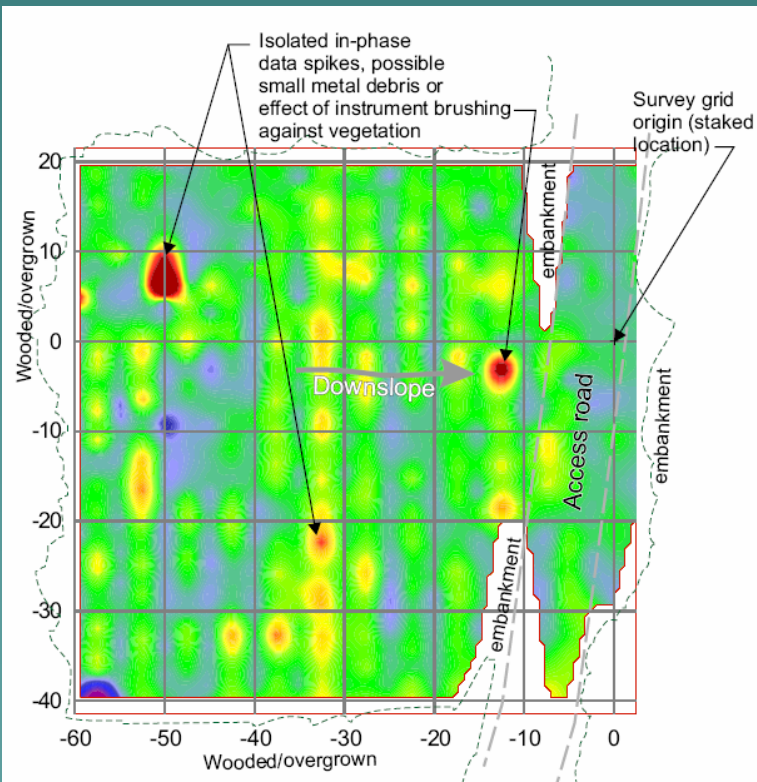 Isolated in-phase
data spikes, possible
small metal debris or
effect of instrument brushing
against vegetation
Survey grid
origin (staked
location)
20
10
0
-10
-20
-30
-40
Wooded/overgrown
embankment
Downslope
Access road
embankment
embankment
-60
-50
-40
-30
-20
-10
0
Wooded/overgrown